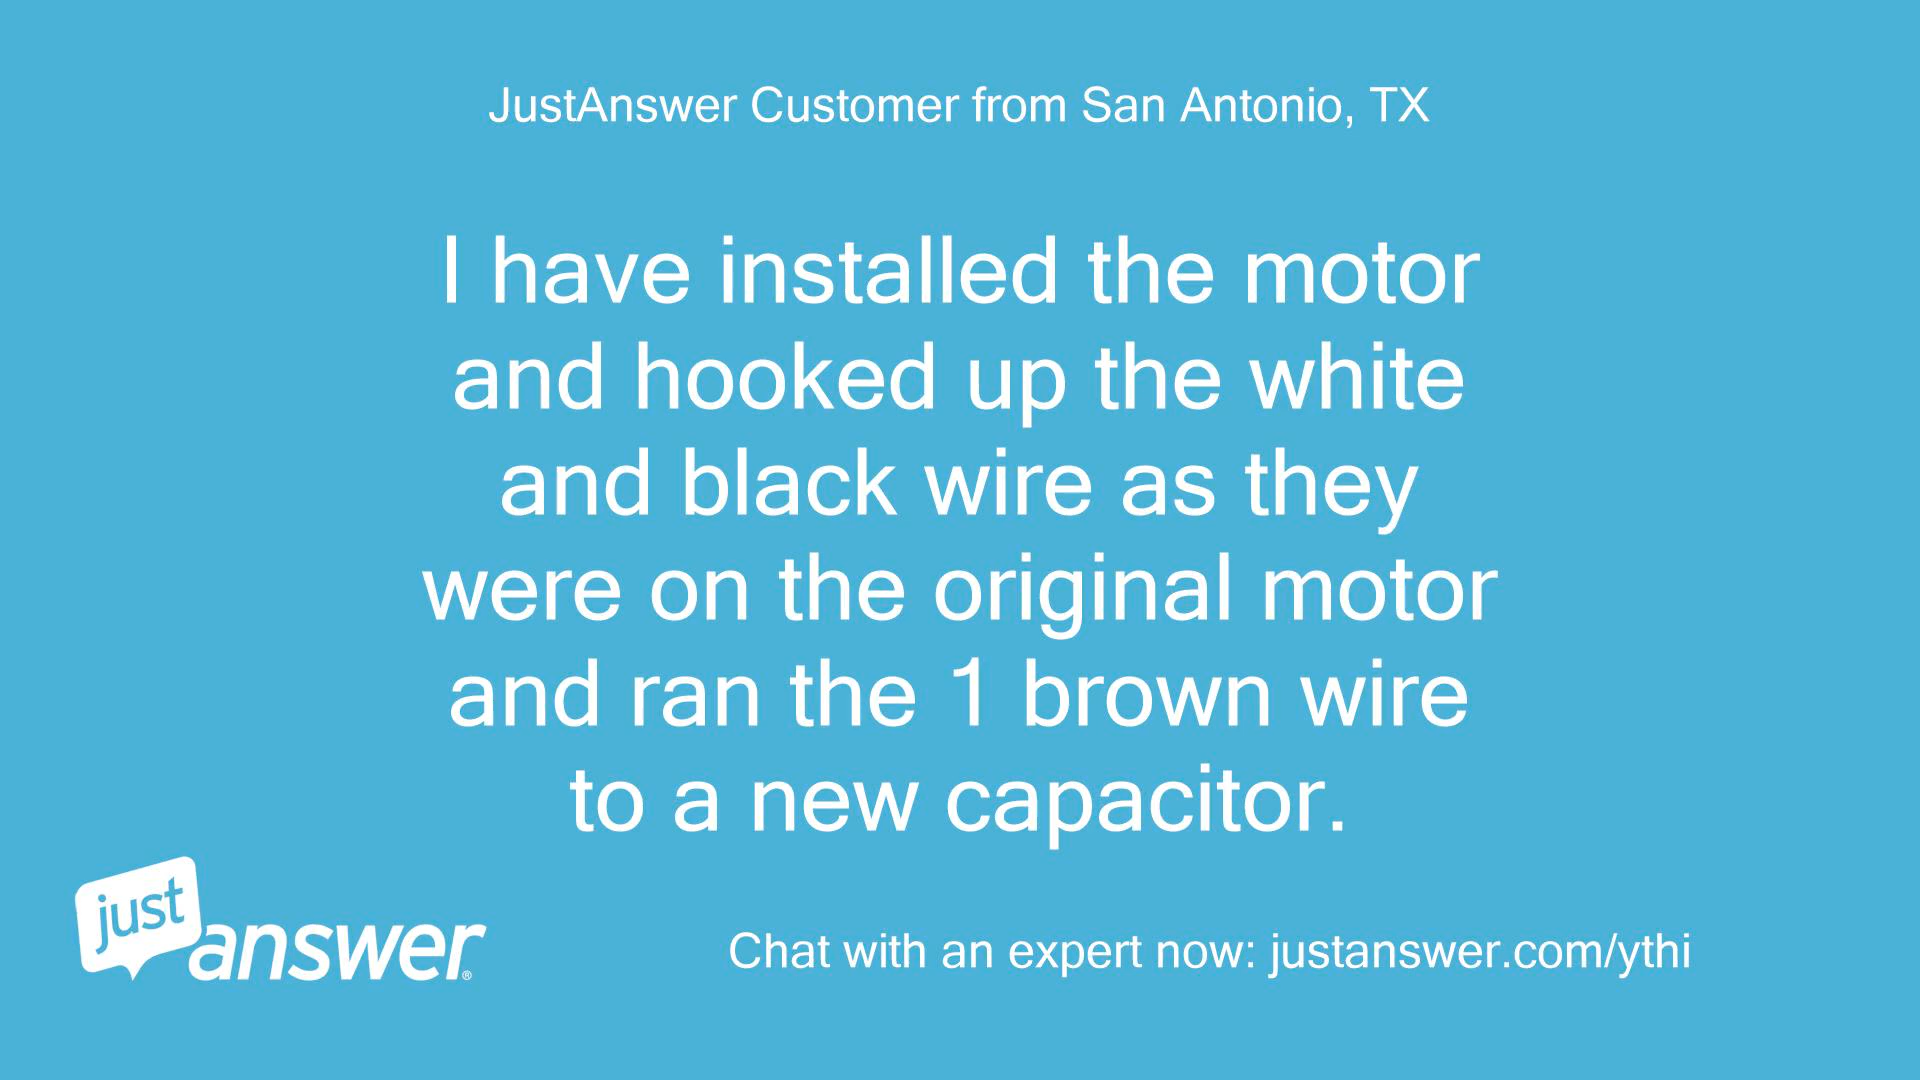 JustAnswer Customer from San Antonio, TX
I have installed the motor
and hooked up the white
and black wire as they
were on the original motor
and ran the 1 brown wire
to a new capacitor.
just
answer®
Chat with an expert now: justanswer.com/ythi